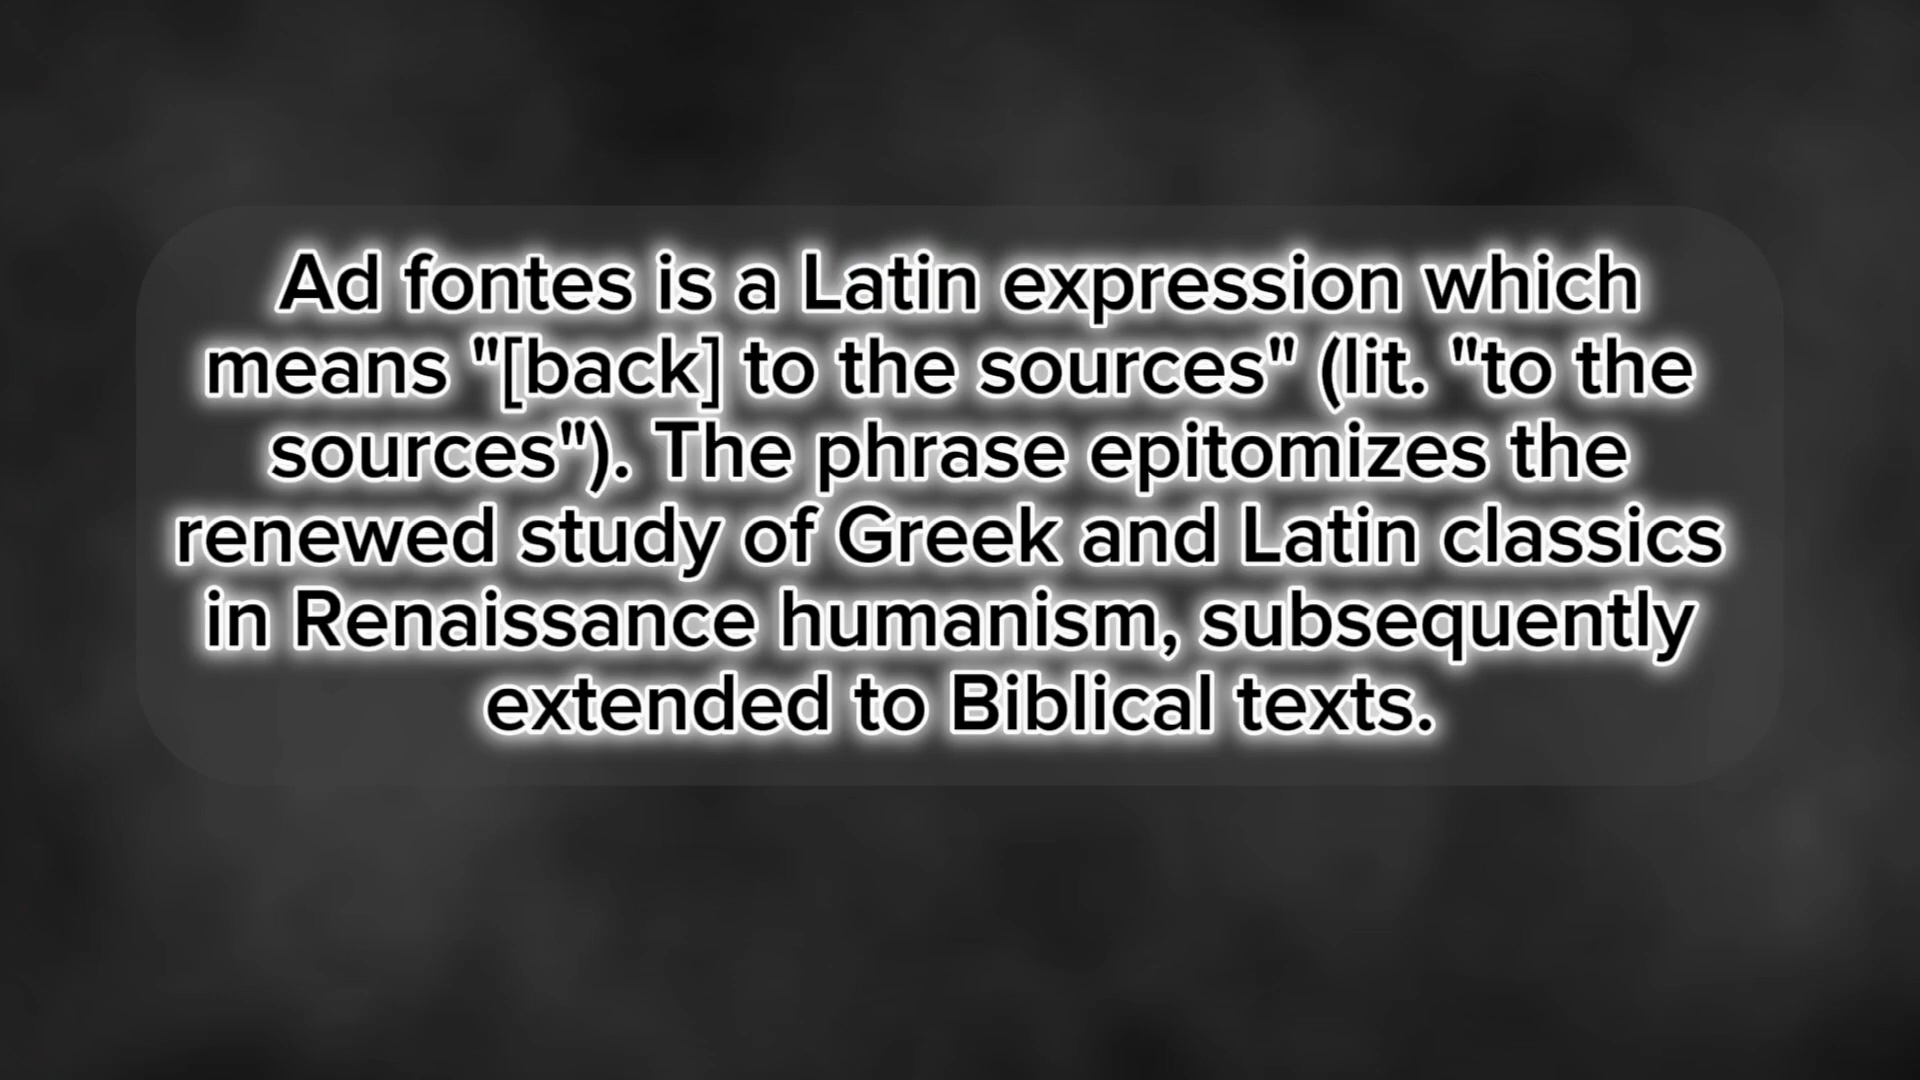 Ad fontes is a Latin expression which
means "[back] to the sources" (lit. "to the
sources"). The phrase epitomizes the
renewed study of Greek and Latin classics
in Renaissance humanism, subsequently
extended to Biblical texts.